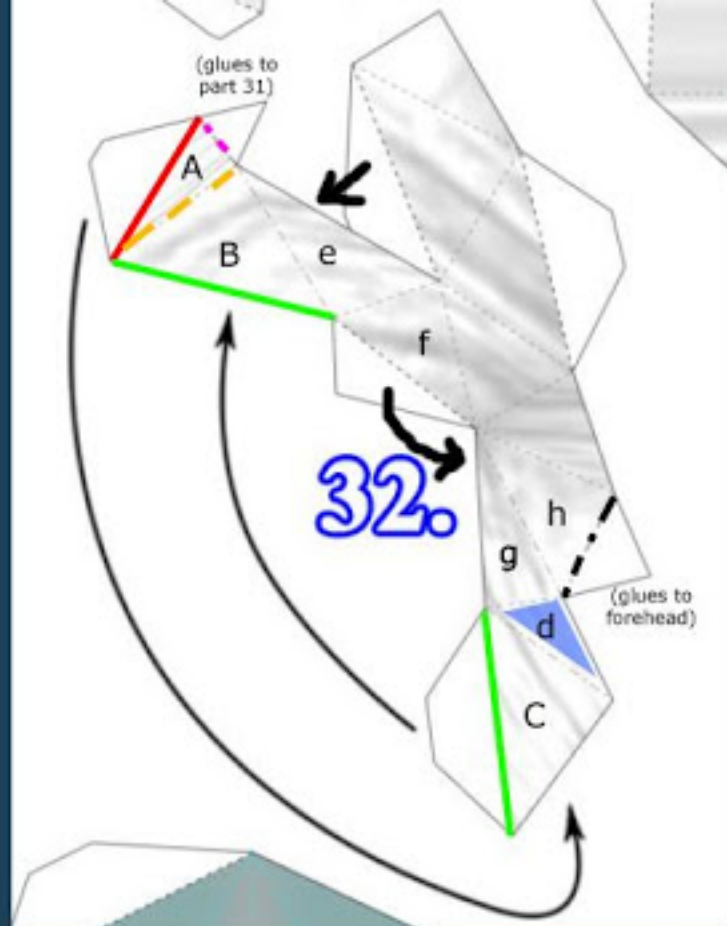 (glues to
part 31)
A
B
e
f
32.
h
g
(glues to
forehead)
d
C